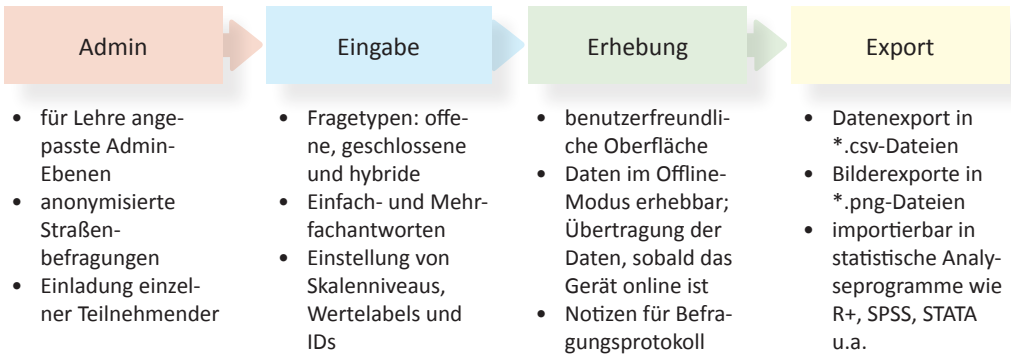 Admin
• für Lehre ange-
passte Admin-
Ebenen
• anonymisierte
Straßen-
befragungen
• Einladung einzel-
ner Teilnehmender
Eingabe
• Fragetypen: offe-
ne, geschlossene
und hybride
• Einfach- und Mehr-
fachantworten
• Einstellung von
Skalenniveaus,
Wertelabels und
IDs
Erhebung
• benutzerfreundli-
che Oberfläche
• Daten im Offline-
Modus erhebbar;
Übertragung der
Daten, sobald das
Gerät online ist
• Notizen für Befra-
gungsprotokoll
Export
• Datenexport in
*.csv-Dateien
• Bilderexporte in
*.png-Dateien
• importierbar in
statistische Analy-
seprogramme wie
R+, SPSS, STATA
u.a.